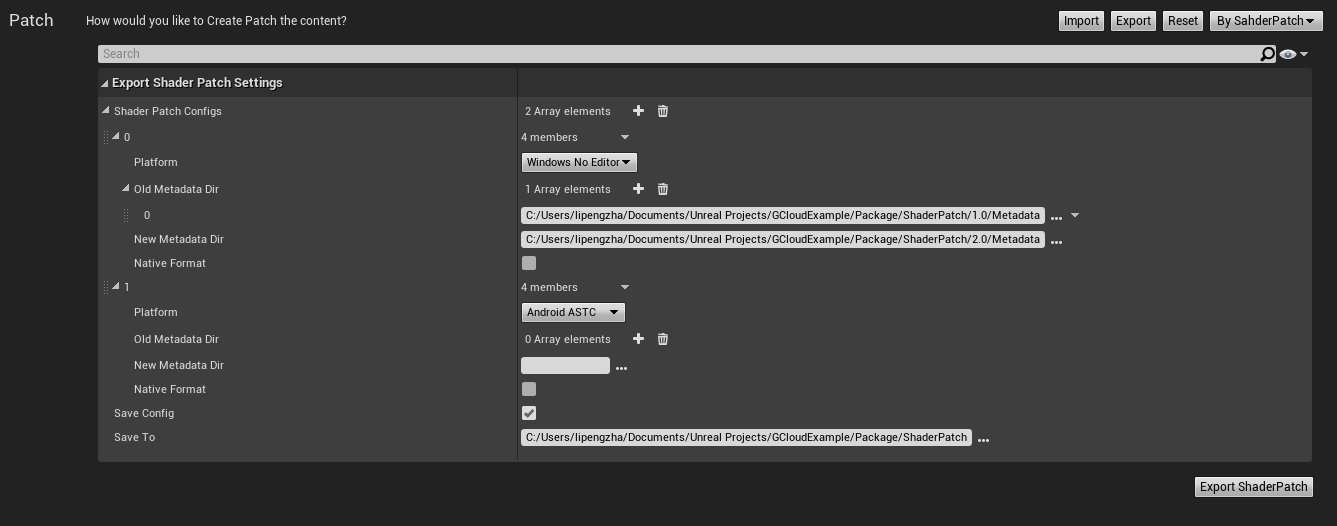 Patch How would you like to Create Patch the content? Import Export Reset By SahderPatch
Search
Export Shader Patch Settings
Shader Patch Configs 2 Array elements
0 4 members
Platform Windows No Editor
Old Metadata Dir 1 Array elements
0 C:/Users/lipengzha/Documents/Unreal Projects/GCloudExample/Package/ShaderPatch/1.0/Metadata ...
New Metadata Dir C:/Users/lipengzha/Documents/Unreal Projects/GCloudExample/Package/ShaderPatch/2.0/Metadata ...
Native Format
1 4 members
Platform Android ASTC
Old Metadata Dir 0 Array elements
New Metadata Dir ...
Native Format
Save Config
Save To C:/Users/lipengzha/Documents/Unreal Projects/GCloudExample/Package/ShaderPatch ...
Export ShaderPatch